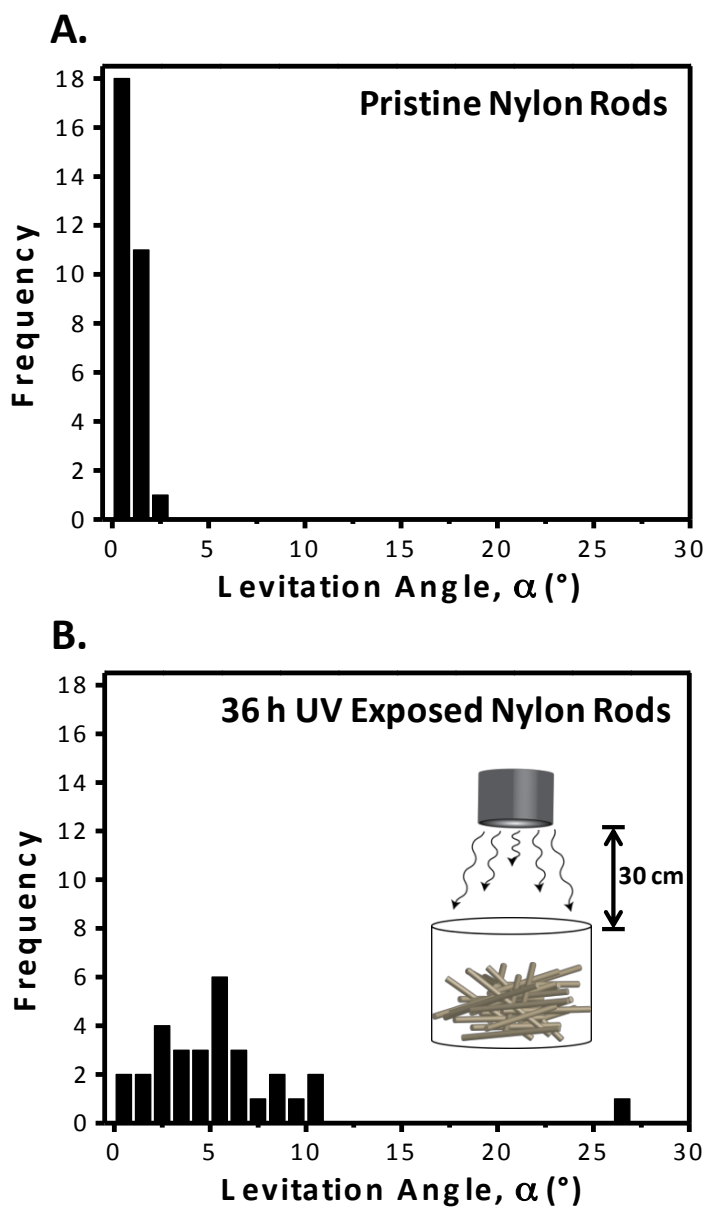 A.
18
16
14
12
10
8
6
4
2
0
Frequency
Pristine Nylon Rods
0 5 10 15 20 25 30
Levitation Angle, α (°)
B.
18
16
14
12
10
8
6
4
2
0
Frequency
36 h UV Exposed Nylon Rods
30 cm
0 5 10 15 20 25 30
Levitation Angle, α (°)